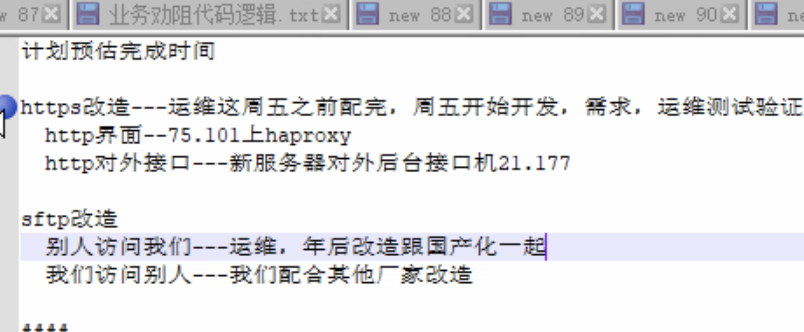 w 87 业务劝阻代码逻辑.txt new 88 new 89 new 90 ne
计划预估完成时间
https改造---运维这周五之前配完，周五开始开发，需求，运维测试验证
http界面--75.101上haproxy
http对外接口---新服务器对外后台接口机21.177
sftp改造
别人访问我们---运维，年后改造跟国产化一起
我们访问别人---我们配合其他厂家改造
####